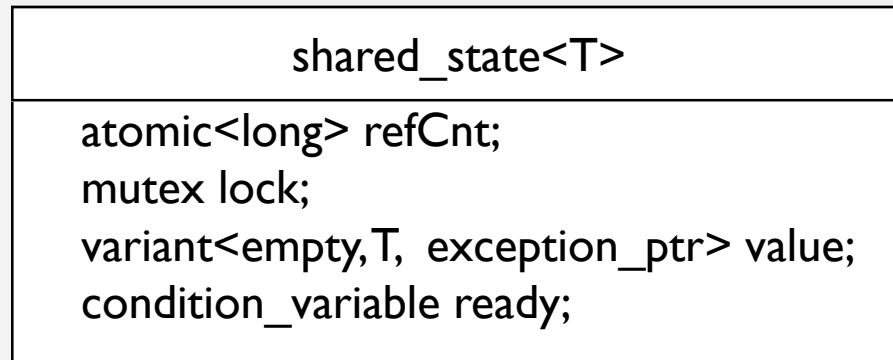 shared_state<T>
atomic<long> refCnt;
mutex lock;
variant<empty,T, exception_ptr> value;
condition_variable ready;